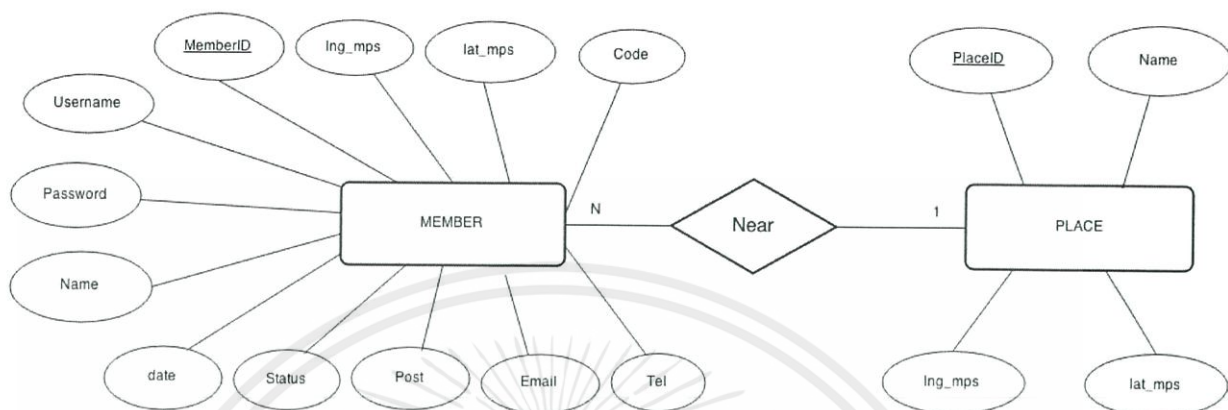 MemberID
lng_mps
lat_mps
Code
PlaceID
Name
Username
Password
MEMBER
N
Near
1
PLACE
Name
date
Status
Post
Email
Tel
lng_mps
lat_mps